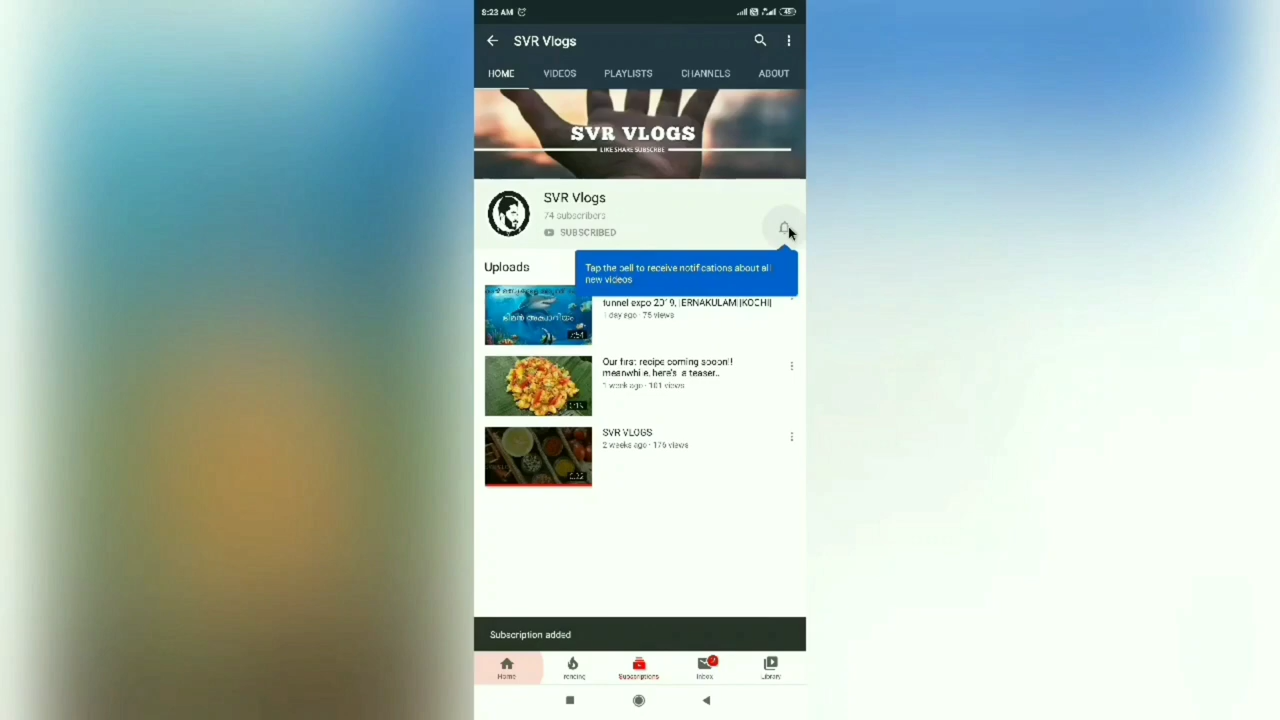 8:23 AM
SVR Vlogs
HOME VIDEOS PLAYLISTS CHANNELS ABOUT
SVR VLOGS
LIKE SHARE SUBSCRIBE
SVR Vlogs
74 subscribers
SUBSCRIBED
Uploads
Tap the bell to receive notifications about all
new videos
tunnel expo 2019, |ERNAKULAM|KOCHI|
1 day ago · 75 views
Our first recipe coming sooon!!
meanwhile, here's a teaser..
1 week ago · 101 views
SVR VLOGS
2 weeks ago · 176 views
Subscription added
Home Trending Subscriptions Inbox Library